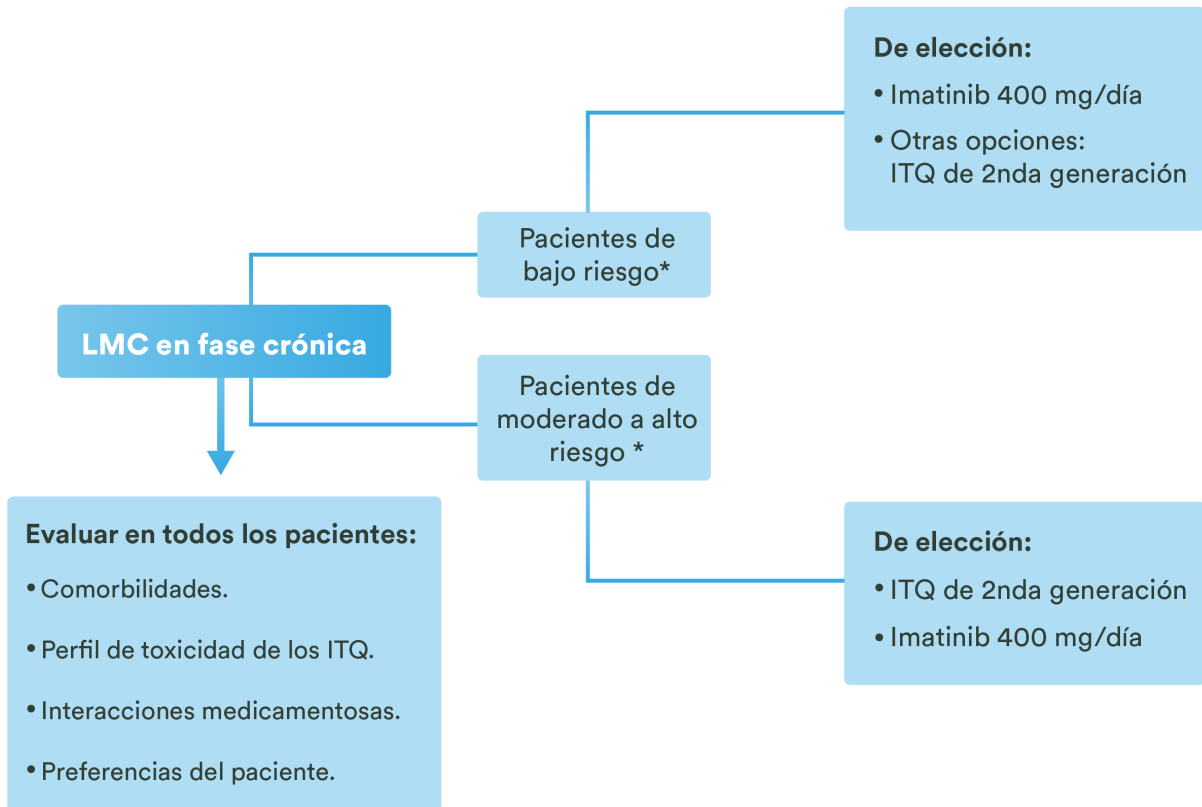 LMC en fase crónica
Evaluar en todos los pacientes:
• Comorbilidades.
• Perfil de toxicidad de los ITQ.
• Interacciones medicamentosas.
• Preferencias del paciente.
Pacientes de
bajo riesgo*
De elección:
• Imatinib 400 mg/día
• Otras opciones:
ITQ de 2nda generación
Pacientes de
moderado a alto
riesgo *
De elección:
• ITQ de 2nda generación
• Imatinib 400 mg/día